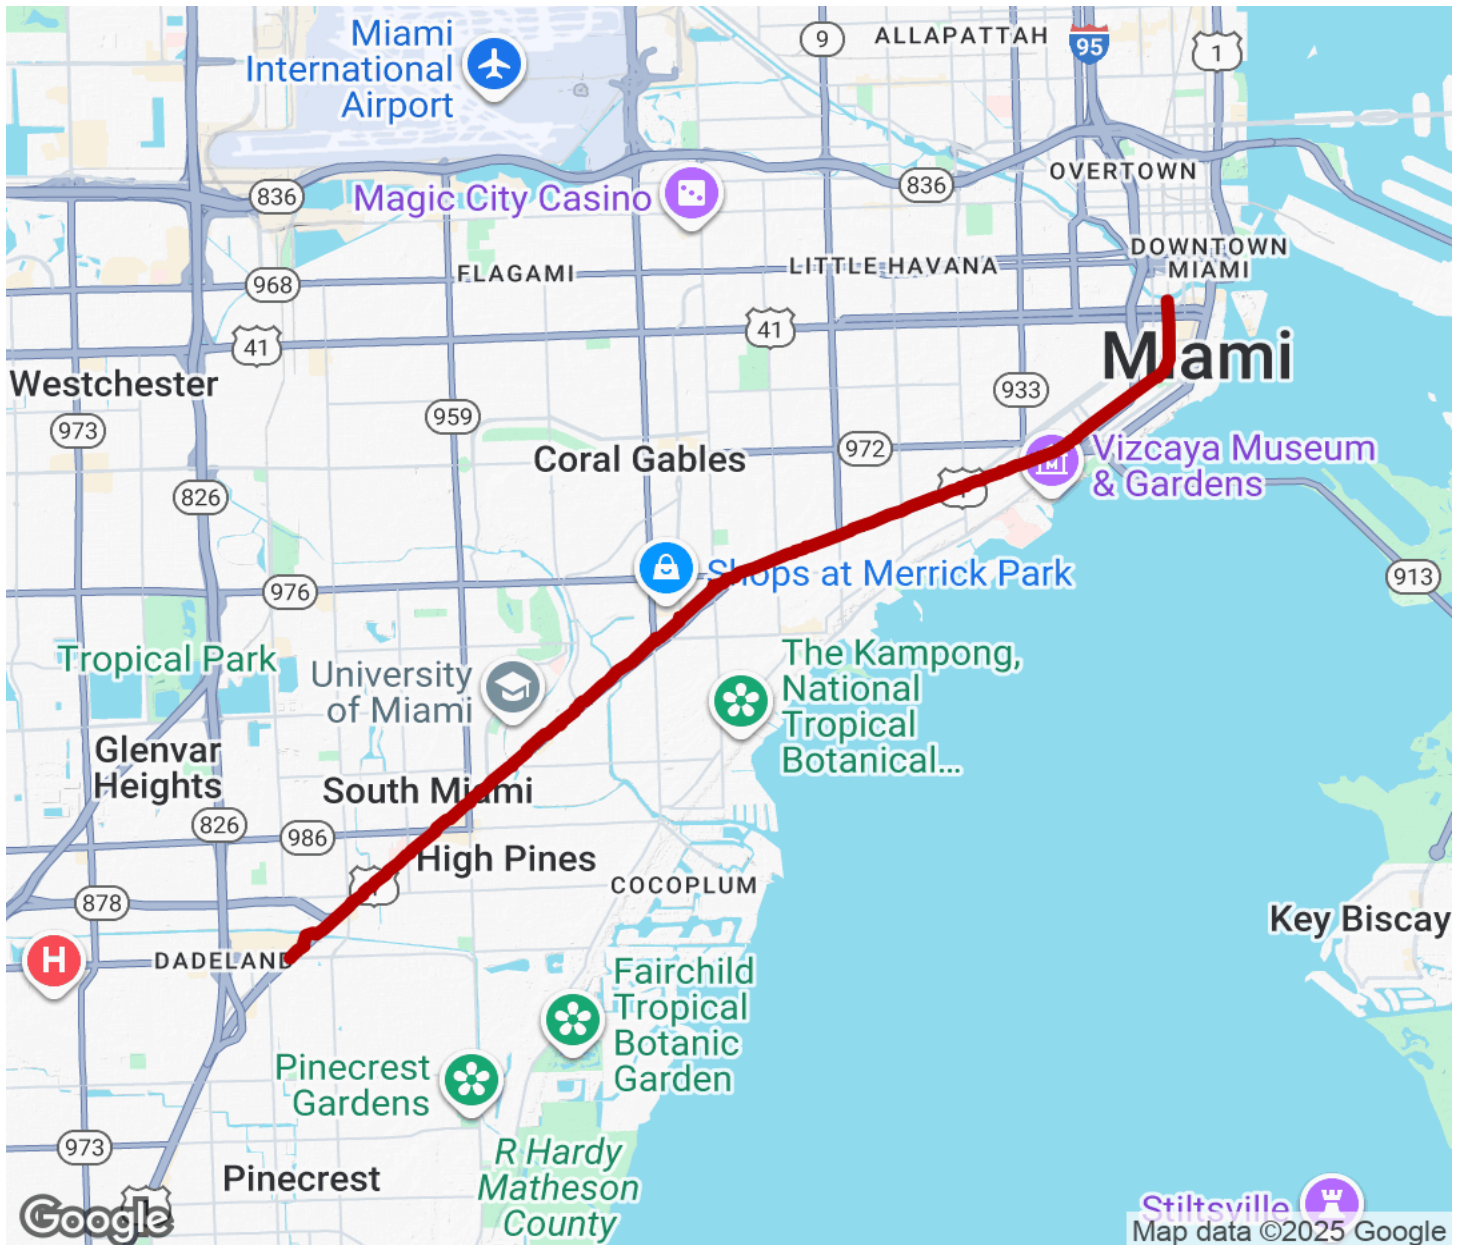 Miami
International
Airport
9
ALLAPATTAH
95
1
836
Magic City Casino
836
OVERTOWN
DOWNTOWN
MIAMI
968
FLAGAMI
LITTLE HAVANA
41
41
Miami
Westchester
973
959
933
Coral Gables
972
Vizcaya Museum
& Gardens
826
976
Shops at Merrick Park
913
Tropical Park
University
of Miami
The Kampong,
National
Tropical
Botanical...
Glenvar
Heights
South Miami
826
986
High Pines
COCOPLUM
878
Key Biscay
H
DADELAND
Fairchild
Tropical
Botanic
Garden
Pinecrest
Gardens
973
R Hardy
Matheson
County
Pinecrest
Stiltsville
Google
Map data ©2025 Google